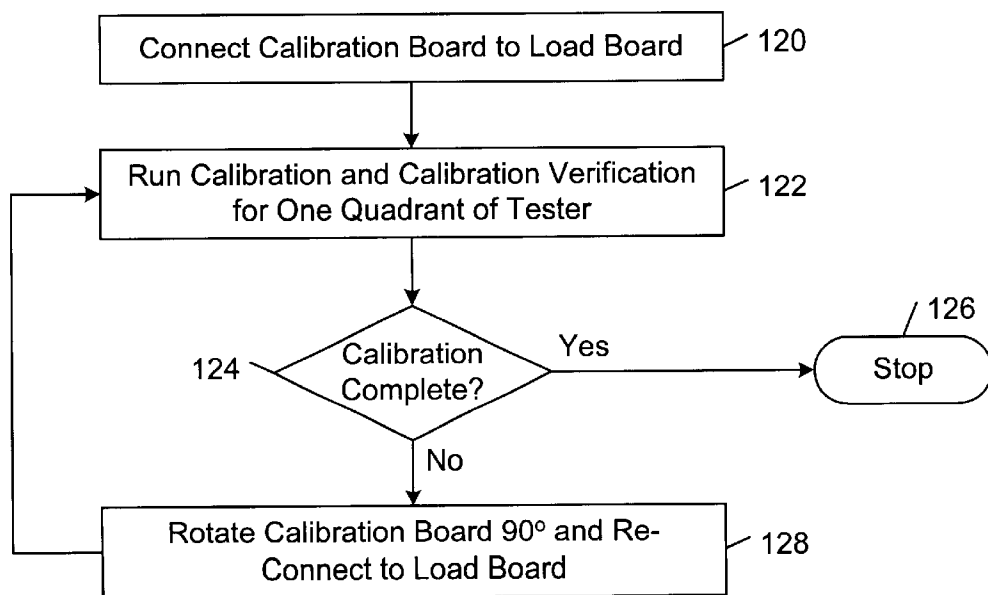 Connect Calibration Board to Load Board
120
Run Calibration and Calibration Verification
for One Quadrant of Tester
122
126
124
Calibration
Complete?
Yes
Stop
No
Rotate Calibration Board 90º and Re-
Connect to Load Board
128